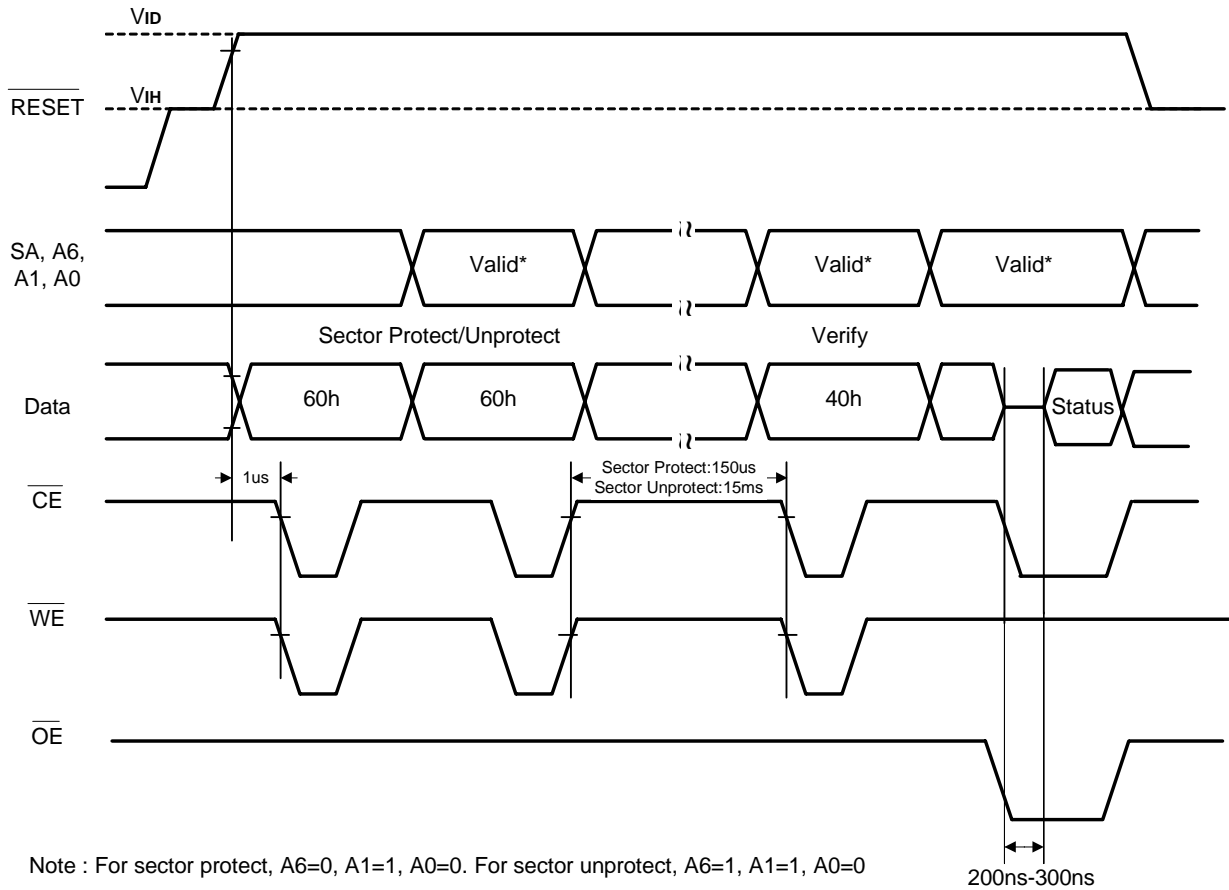 VID
VIH
RESET
SA, A6,
A1, A0
Valid*
Valid*
Valid*
Sector Protect/Unprotect
Verify
Data
60h
60h
40h
Status
1us
Sector Protect:150us
Sector Unprotect:15ms
CE
WE
OE
Note : For sector protect, A6=0, A1=1, A0=0. For sector unprotect, A6=1, A1=1, A0=0
200ns-300ns